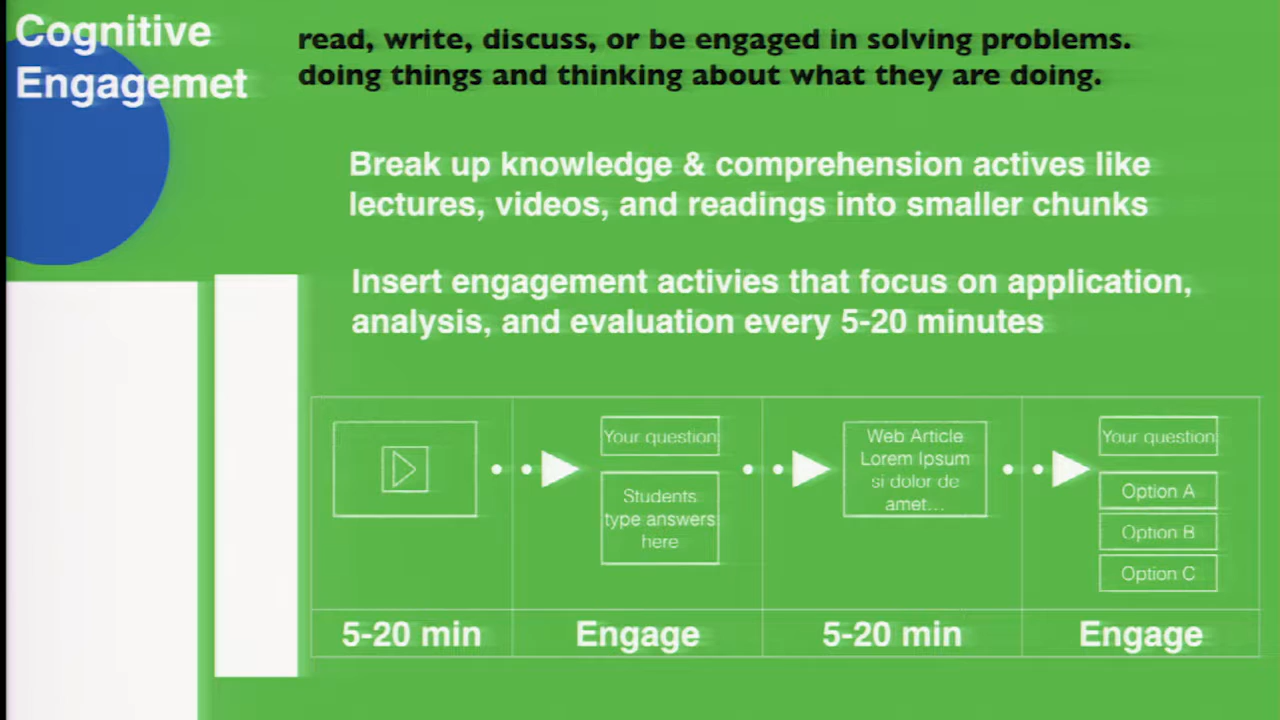 Cognitive
Engagemet
read, write, discuss, or be engaged in solving problems.
doing things and thinking about what they are doing.
Break up knowledge & comprehension actives like
lectures, videos, and readings into smaller chunks
Insert engagement activies that focus on application,
analysis, and evaluation every 5-20 minutes
Your question
Students
type answers
here
Web Article
Lorem Ipsum
si dolor de
amet...
Your question
Option A
Option B
Option C
5-20 min
Engage
5-20 min
Engage